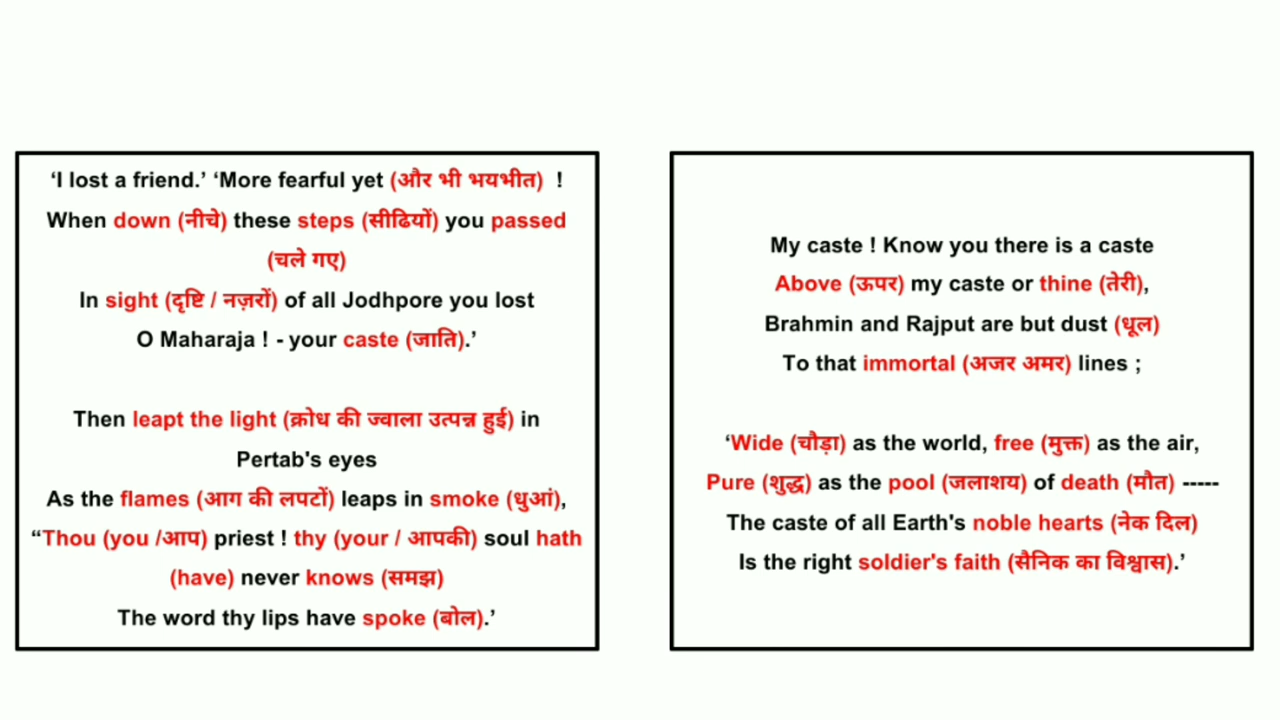 ‘I lost a friend.’ ‘More fearful yet (और भी भयभीत) !
When down (नीचे) these steps (सीढियों) you passed
(चले गए)
In sight (दृष्टि / नज़रों) of all Jodhpore you lost
O Maharaja ! - your caste (जाति).’
Then leapt the light (क्रोध की ज्वाला उत्पन्न हुई) in
Pertab's eyes
As the flames (आग की लपटों) leaps in smoke (धुआं),
“Thou (you /आप) priest ! thy (your / आपकी) soul hath
(have) never knows (समझ)
The word thy lips have spoke (बोल).’
My caste ! Know you there is a caste
Above (ऊपर) my caste or thine (तेरी),
Brahmin and Rajput are but dust (धूल)
To that immortal (अजर अमर) lines ;
‘Wide (चौड़ा) as the world, free (मुक्त) as the air,
Pure (शुद्ध) as the pool (जलाशय) of death (मौत) -----
The caste of all Earth's noble hearts (नेक दिल)
Is the right soldier's faith (सैनिक का विश्वास).’